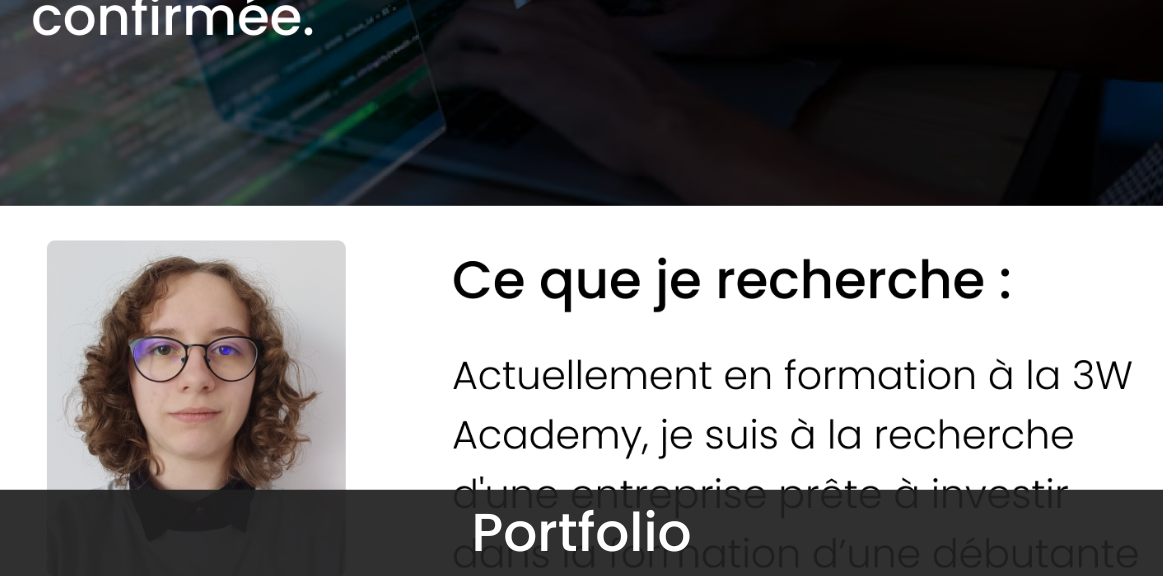 confirmée.
Ce que je recherche :
Actuellement en formation à la 3W
Academy, je suis à la recherche
d'une entreprise prête à investir
dans la formation d’une débutante
Portfolio